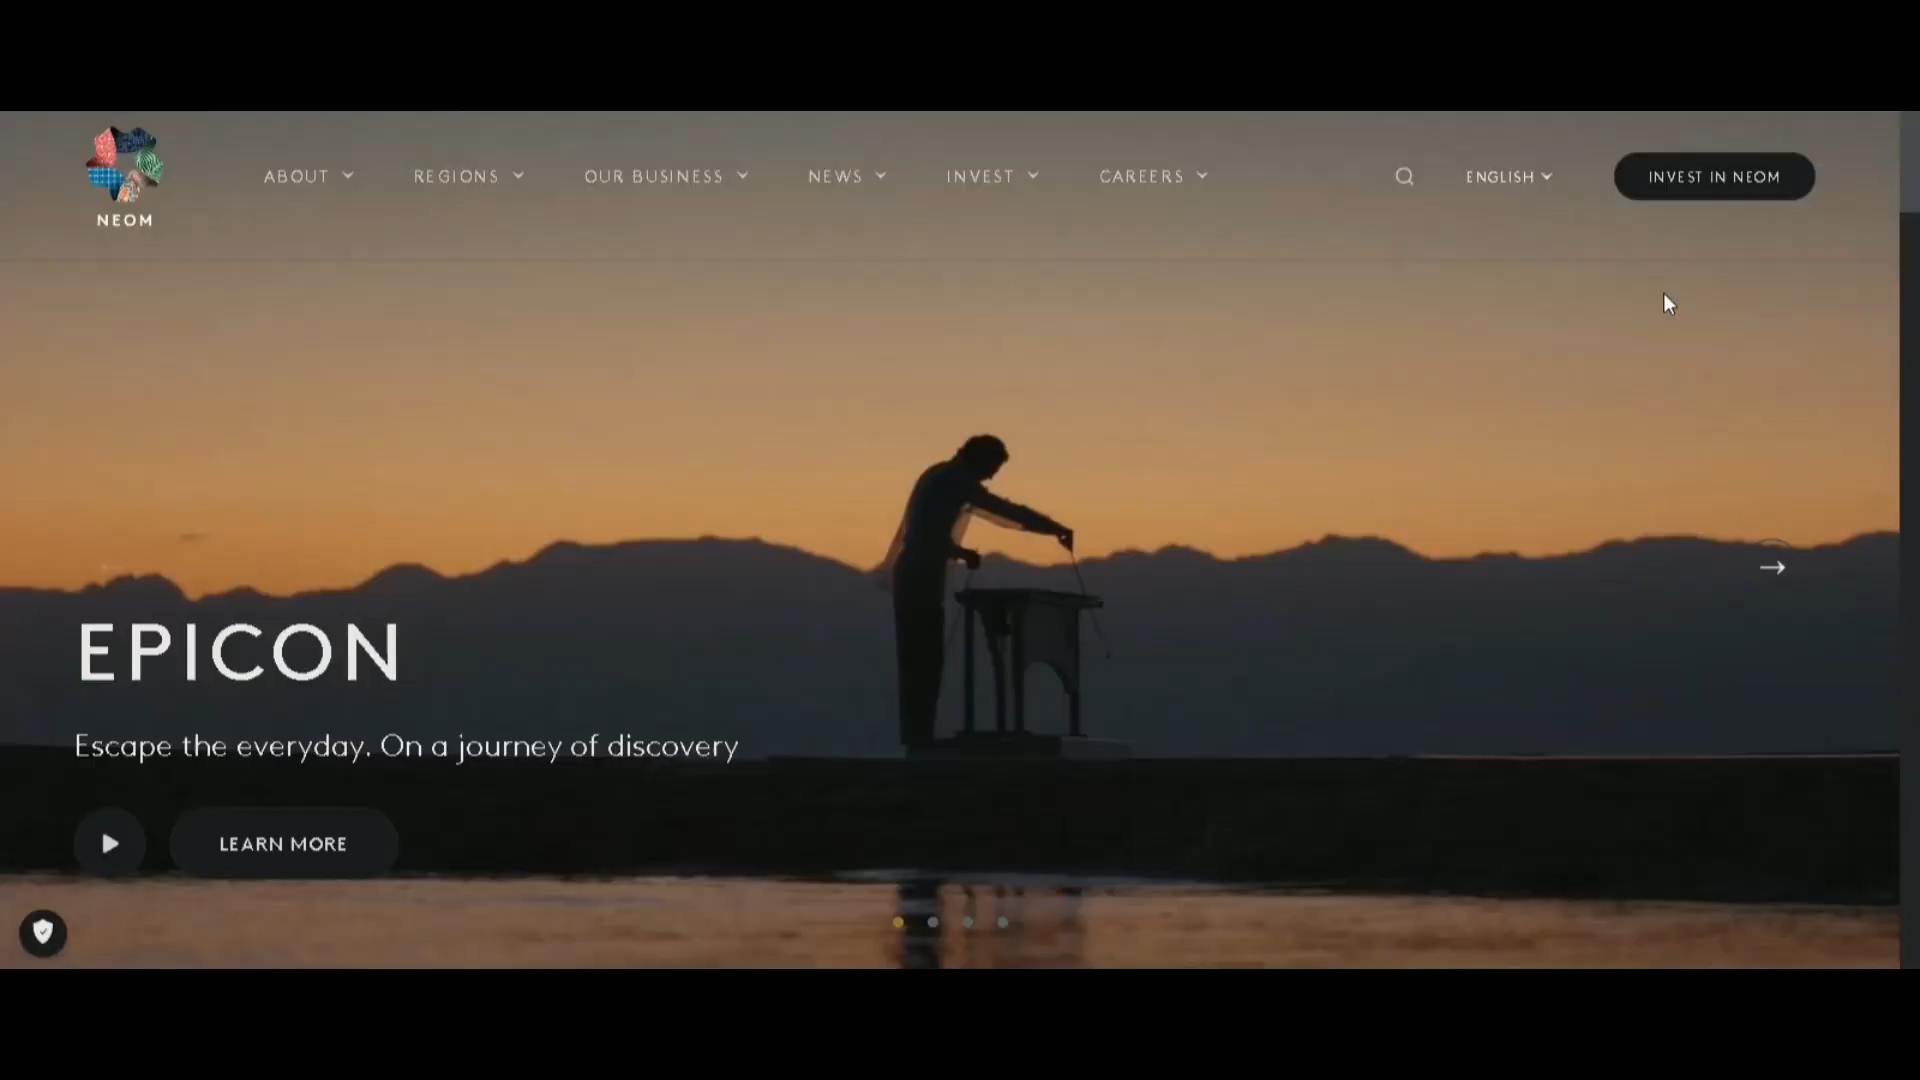 ABOUT REGIONS OUR BUSINESS NEWS INVEST CAREERS ENGLISH INVEST IN NEOM
NEOM
EPICON
Escape the everyday. On a journey of discovery
LEARN MORE